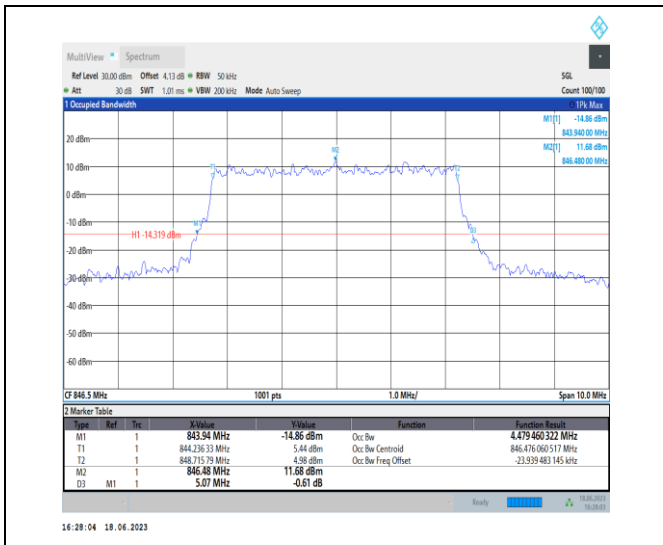 MultiView Spectrum
Ref Level 30.00 dBm Offset 4.13 dB RBW 50 kHz SGL
Att 30 dB SWT 1.01 ms VBW 200 kHz Mode Auto Sweep Count 100/100
1 Occupied Bandwidth 1Pk Max
M1[1] -14.86 dBm
843.940 00 MHz
M2[1] 11.68 dBm
846.480 00 MHz
20 dBm
M2
10 dBm
T1
T2
0 dBm
-10 dBm
M1
H1 -14.319 dBm
D3
-20 dBm
-30 dBm
-40 dBm
-50 dBm
-60 dBm
CF 846.5 MHz 1001 pts 1.0 MHz/ Span 10.0 MHz
2 Marker Table
Type Ref Trc X-Value Y-Value Function Function Result
M1 1 843.94 MHz -14.86 dBm Occ Bw 4.479 460 322 MHz
T1 1 844.236 33 MHz 5.44 dBm Occ Bw Centroid 846.476 060 517 MHz
T2 1 848.715 79 MHz 4.98 dBm Occ Bw Freq Offset -23.939 483 145 kHz
M2 1 846.48 MHz 11.68 dBm
D3 M1 1 5.07 MHz -0.61 dB
Ready 18.06.2023
16:28:03
16:28:04 18.06.2023